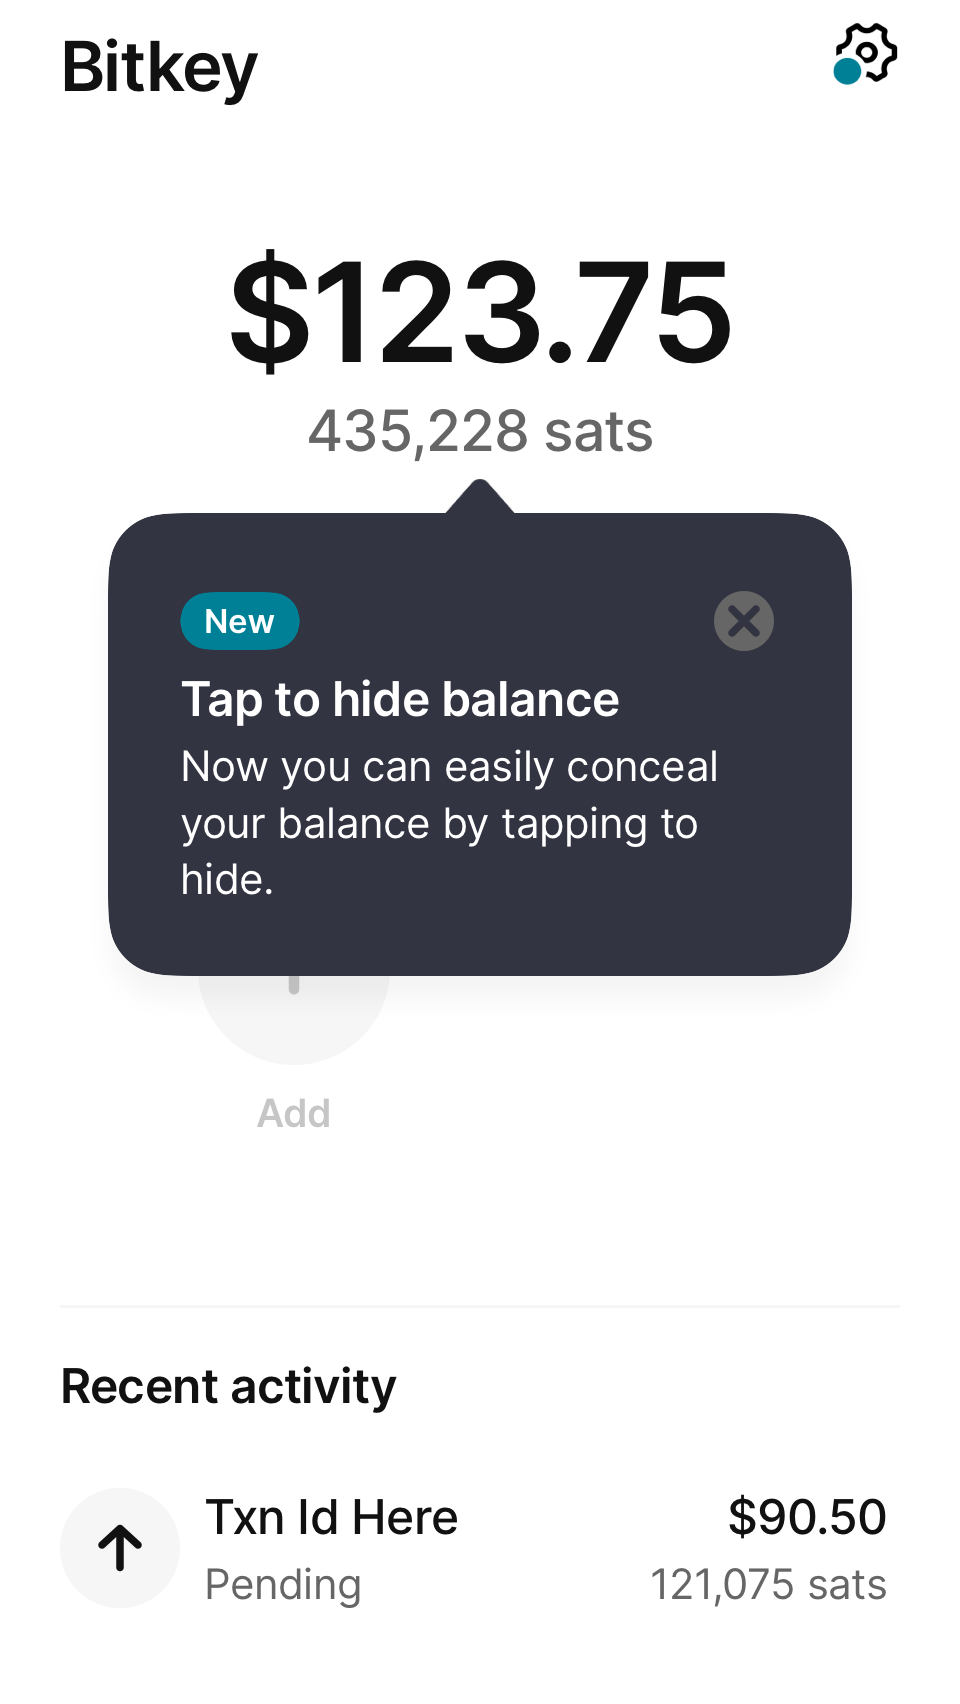 Bitkey
$123.75
435,228 sats
New
Tap to hide balance
Now you can easily conceal
your balance by tapping to
hide.
Add
Recent activity
Txn Id Here
$90.50
Pending
121,075 sats